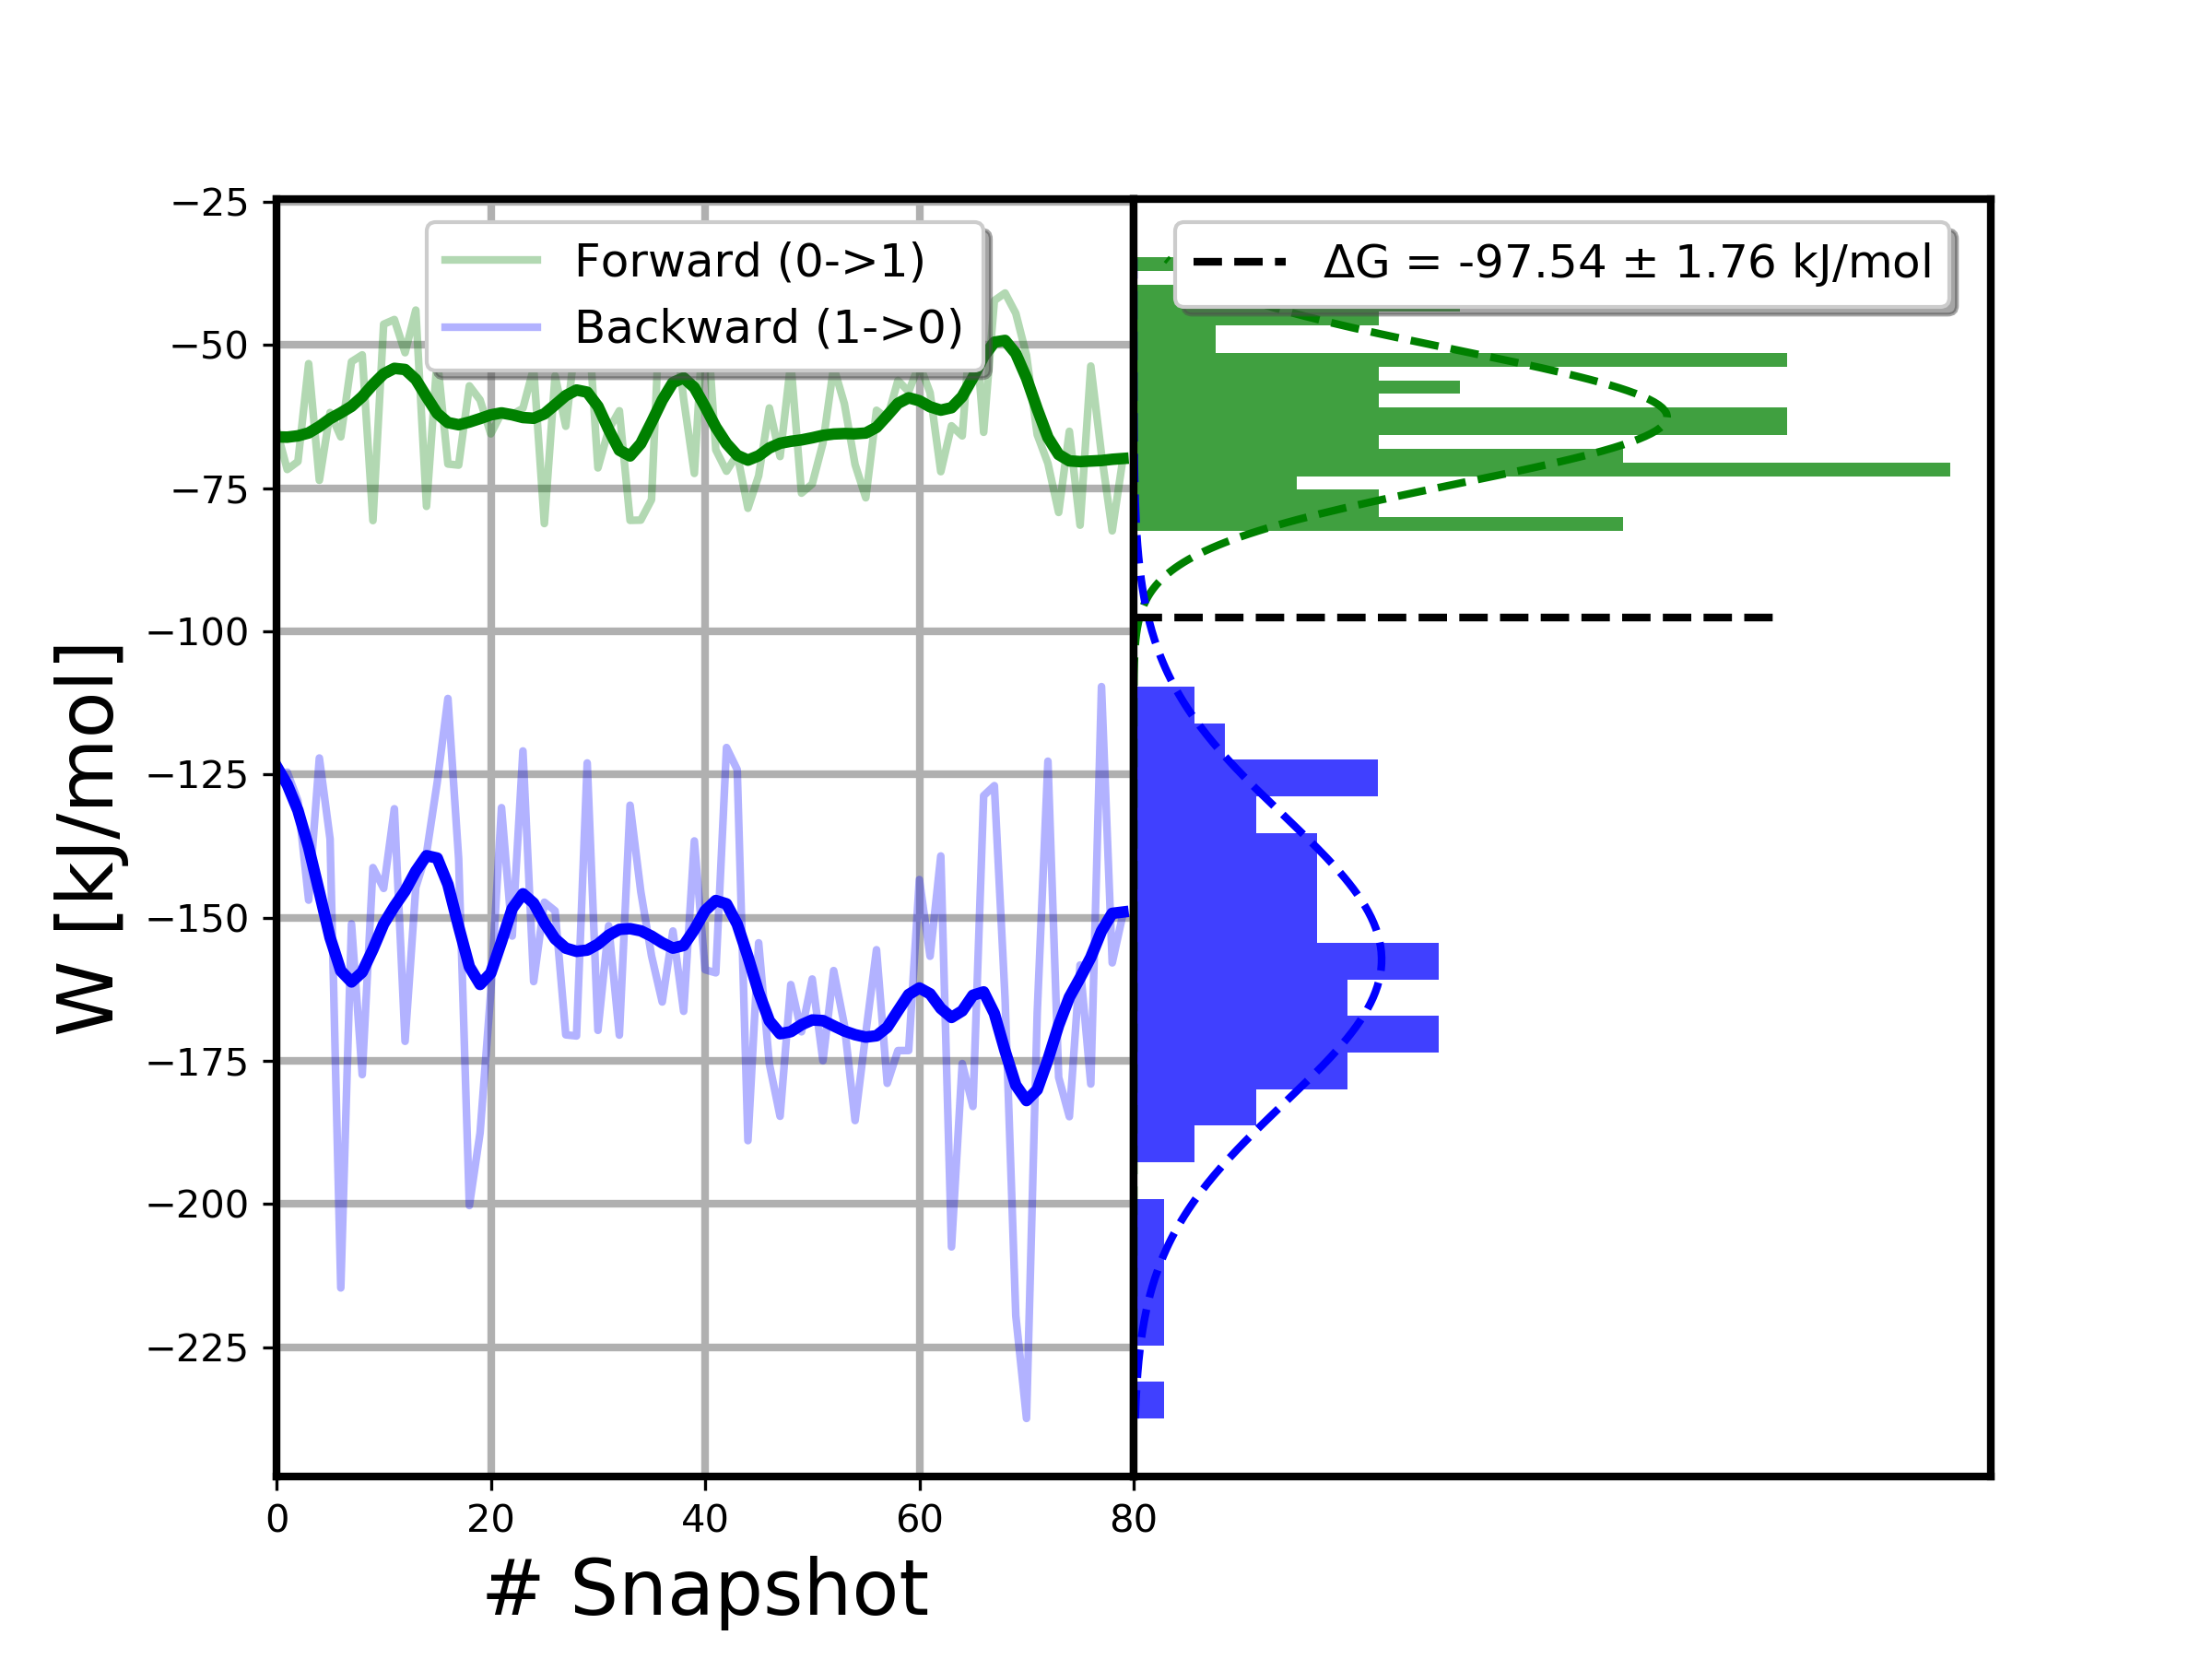 −25
−50
−75
−100
−125
−150
−175
−200
−225
W [kJ/mol]
Forward (0->1)
Backward (1->0)
ΔG = -97.54 ± 1.76 kJ/mol
0 20 40 60 80
# Snapshot